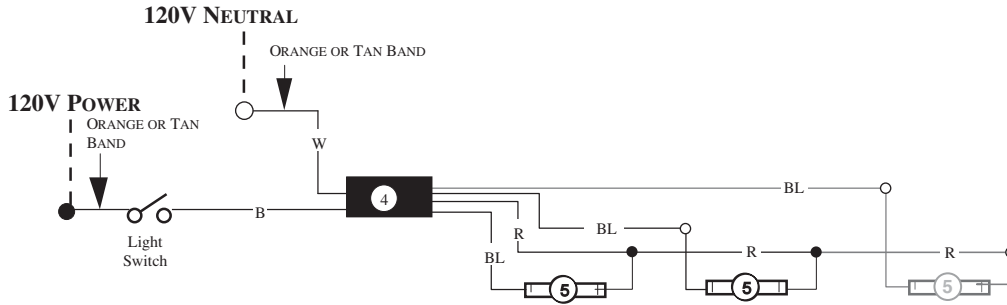 120V NEUTRAL
ORANGE OR TAN BAND
120V POWER
ORANGE OR TAN
BAND
W
4
BL
B
R
BL
R
R
BL
Light
Switch
5
5
5